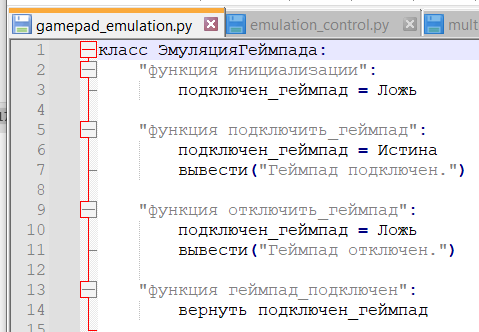 gamepad_emulation.py emulation_control.py mult
1 класс ЭмуляцияГеймпада:
2 "функция инициализации":
3 подключен_геймпад = Ложь
4
5 "функция подключить_геймпад":
6 подключен_геймпад = Истина
7 вывести("Геймпад подключен.")
8
9 "функция отключить_геймпад":
10 подключен_геймпад = Ложь
11 вывести("Геймпад отключен.")
12
13 "функция геймпад_подключен":
14 вернуть подключен_геймпад
15